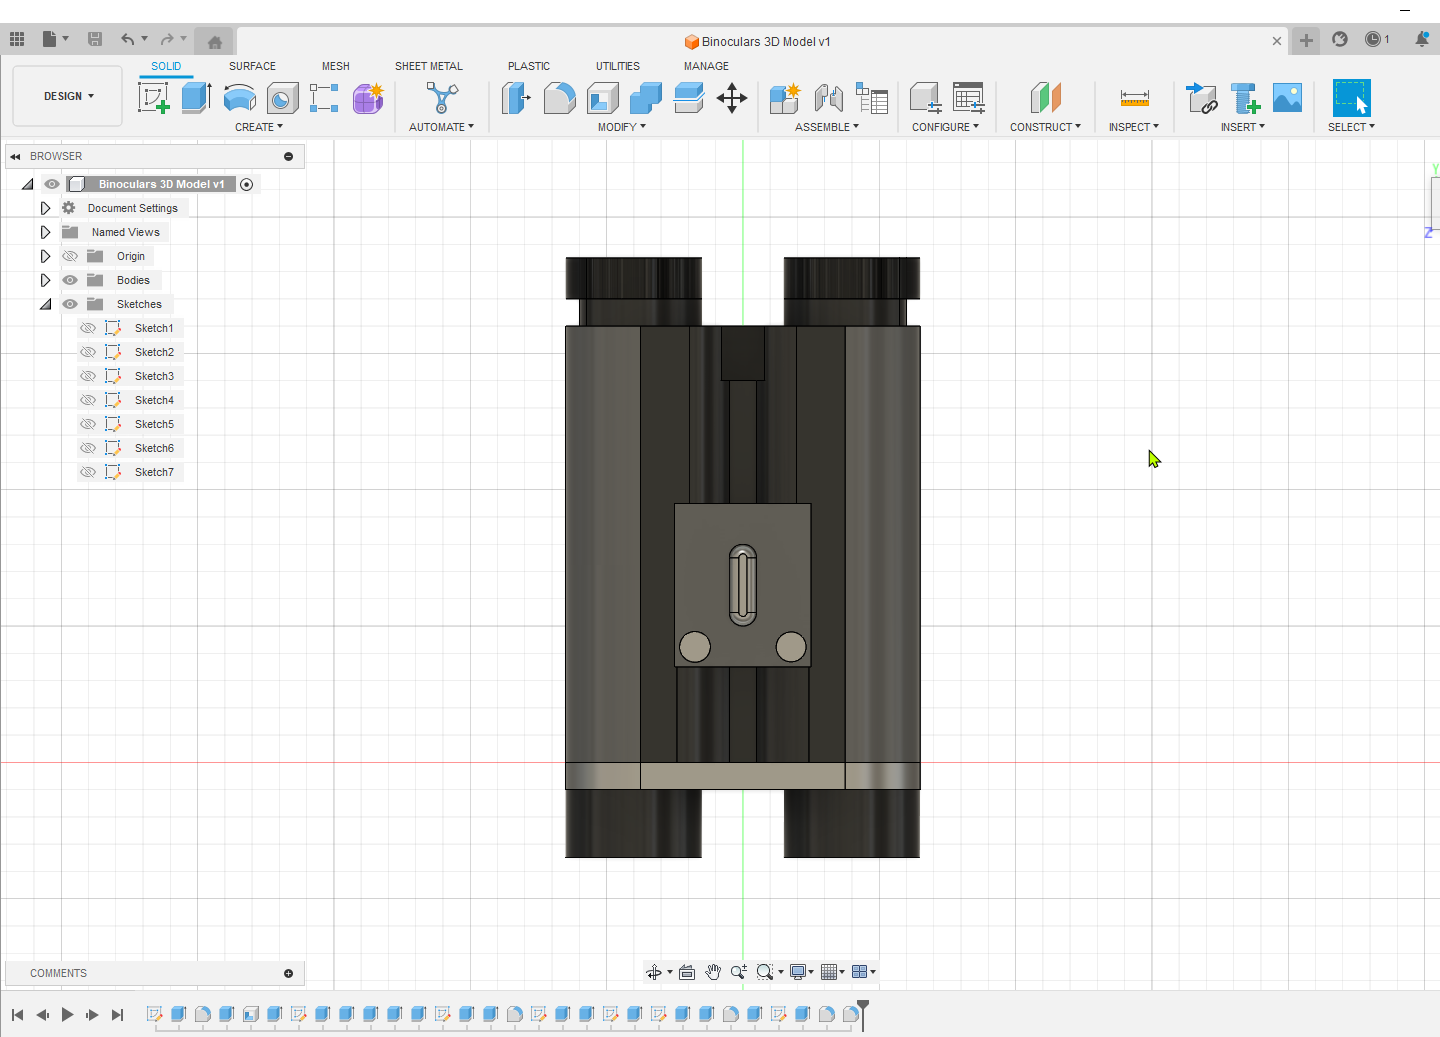 Binoculars 3D Model v1
1
SOLID SURFACE MESH SHEET METAL PLASTIC UTILITIES MANAGE
DESIGN
CREATE AUTOMATE MODIFY ASSEMBLE CONFIGURE CONSTRUCT INSPECT INSERT SELECT
BROWSER
Binoculars 3D Model v1
Document Settings
Named Views
Origin
Bodies
Sketches
Sketch1
Sketch2
Sketch3
Sketch4
Sketch5
Sketch6
Sketch7
Y
Z
COMMENTS